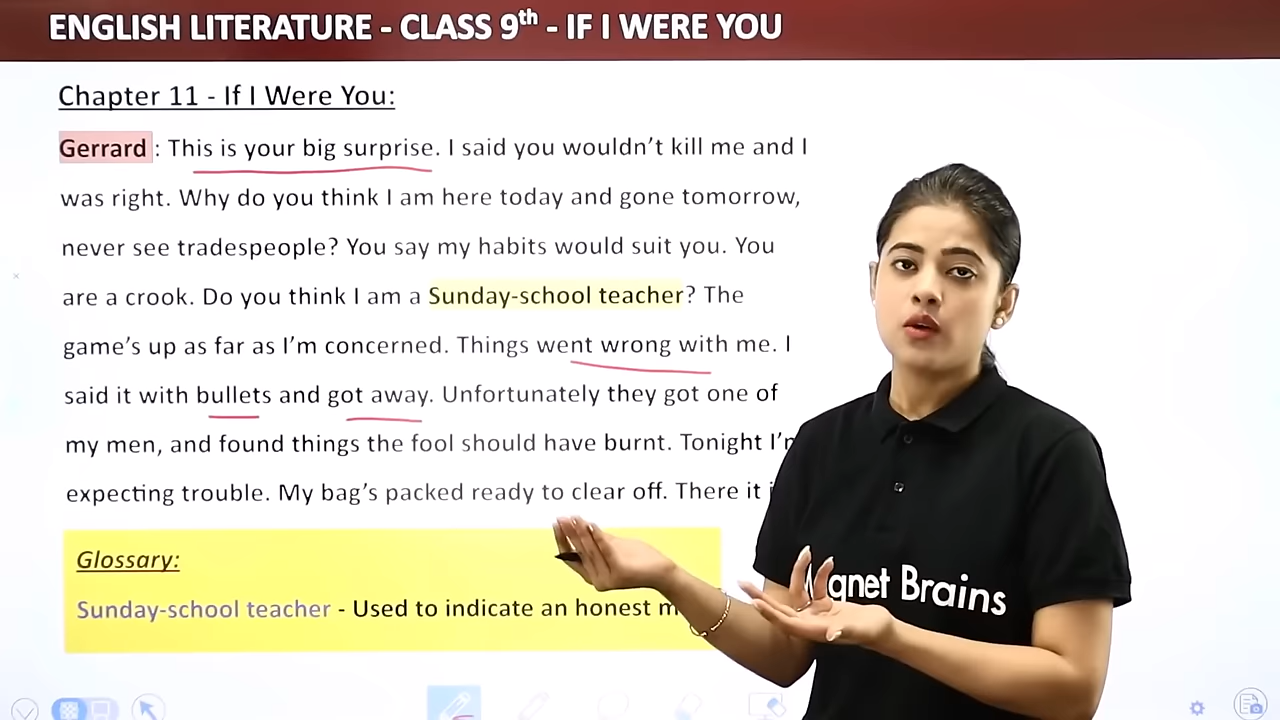 ENGLISH LITERATURE - CLASS 9th - IF I WERE YOU
Chapter 11 - If I Were You:
Gerrard : This is your big surprise. I said you wouldn't kill me and I
was right. Why do you think I am here today and gone tomorrow,
never see tradespeople? You say my habits would suit you. You
are a crook. Do you think I am a Sunday-school teacher? The
game's up as far as I'm concerned. Things went wrong with me. I
said it with bullets and got away. Unfortunately they got one of
my men, and found things the fool should have burnt. Tonight
expecting trouble. My bag's packed ready to clear off. There it
Glossary:
Sunday-school teacher - Used to indicate an honest
Brains